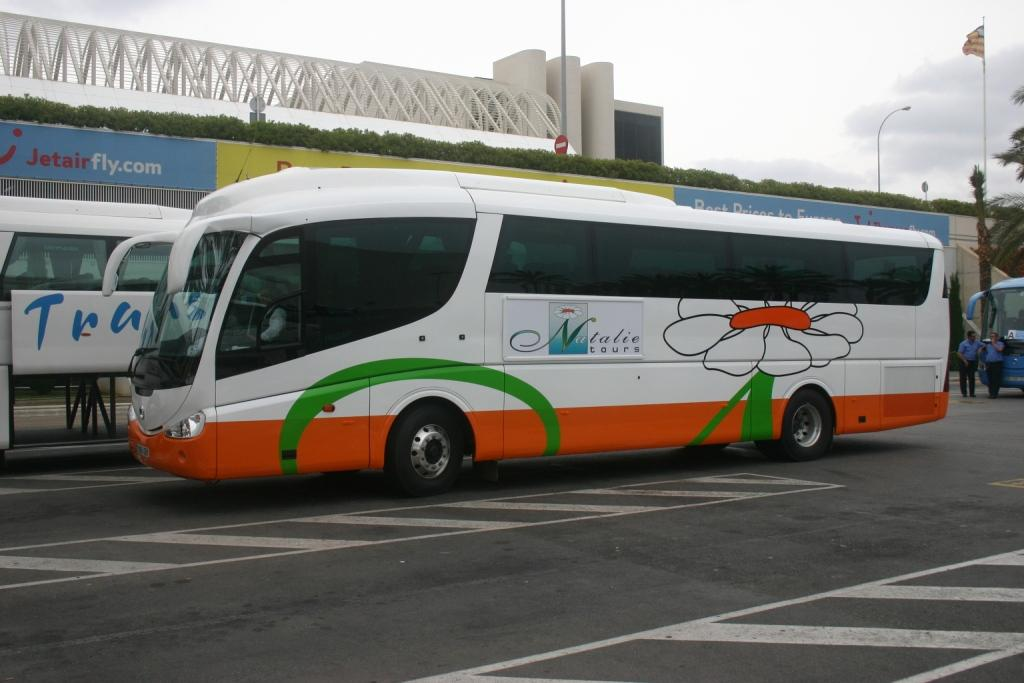 Jetairfly.com
Best Prices to Europe
Tra
Natalie
tours
A